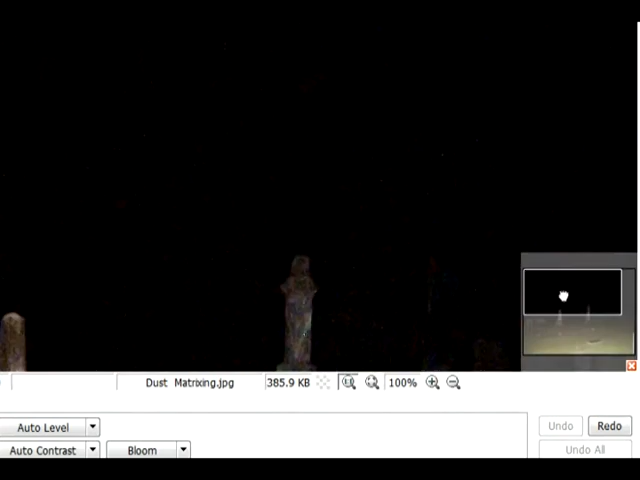 Dust Matrixing.jpg 385.9 KB 100%
Auto Level Undo Redo
Auto Contrast Bloom Undo All